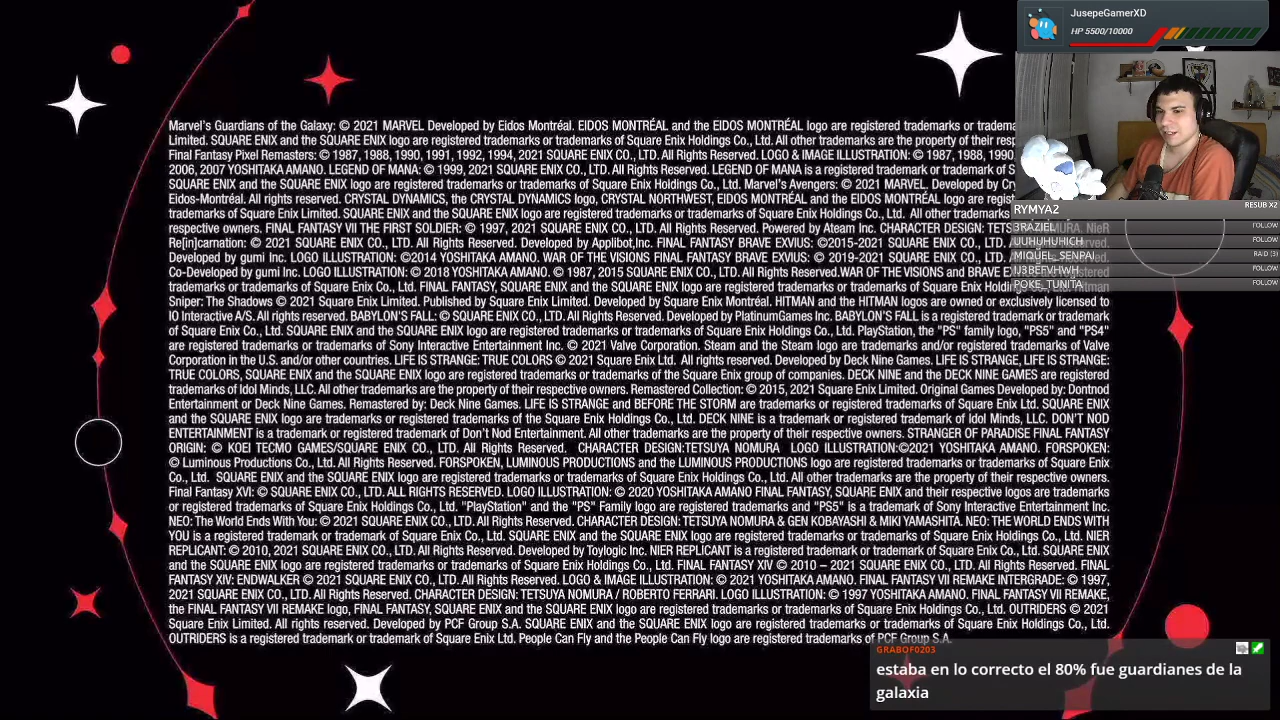 JusepeGamerXD
HP 5500/10000
Marvel's Guardians of the Galaxy: © 2021 MARVEL Developed by Eidos Montréal. EIDOS MONTRÉAL and the EIDOS MONTRÉAL logo are registered trademarks or
Limited. SQUARE ENIX and the SQUARE ENIX logo are registered trademarks or trademarks of Square Enix Holdings Co., Ltd. All other trademarks are the property of their
Final Fantasy Pixel Remasters: © 1987, 1988, 1990, 1991, 1992, 1994, 2021 SQUARE ENIX CO., LTD. All Rights Reserved. LOGO & IMAGE ILLUSTRATION: © 1987, 1988, 1990
2006, 2007 YOSHITAKA AMANO. LEGEND OF MANA: © 1999, 2021 SQUARE ENIX CO., LTD. All Rights Reserved. LEGEND OF MANA is a registered trademark or trademark of
SQUARE ENIX and the SQUARE ENIX logo are registered trademarks or trademarks of Square Enix Holdings Co., Ltd. Marvel's Avengers: © 2021 MARVEL. Developed by
Eidos-Montréal. All rights reserved. CRYSTAL DYNAMICS, the CRYSTAL DYNAMICS logo, CRYSTAL NORTHWEST, EIDOS MONTRÉAL and the EIDOS MONTRÉAL logo are
trademarks of Square Enix Limited. SQUARE ENIX and the SQUARE ENIX logo are registered trademarks or trademarks of Square Enix Holdings Co., Ltd. All other trademarks
respective owners. FINAL FANTASY VII THE FIRST SOLDIER: © 1997, 2021 SQUARE ENIX CO., LTD. All Rights Reserved. Powered by Ateam Inc. CHARACTER DESIGN: NieR
Re[in]carnation: © 2021 SQUARE ENIX CO., LTD. All Rights Reserved. Developed by Applibot,Inc. FINAL FANTASY BRAVE EXVIUS: ©2015-2021 SQUARE ENIX CO., LTD.
Developed by gumi Inc. LOGO ILLUSTRATION: ©2014 YOSHITAKA AMANO. WAR OF THE VISIONS FINAL FANTASY BRAVE EXVIUS: © 2019-2021 SQUARE ENIX CO., LTD.
Co-Developed by gumi Inc. LOGO ILLUSTRATION: © 2018 YOSHITAKA AMANO. © 1987, 2015 SQUARE ENIX CO., LTD. All Rights Reserved.WAR OF THE VISIONS and BRAVE
trademarks of Square Enix Holdings Co., Ltd. FINAL FANTASY, SQUARE ENIX and the SQUARE ENIX logo are registered trademarks or trademarks of Square Enix Holdings Co., Ltd. Hitman
Sniper: The Shadows © 2021 Square Enix Limited. Published by Square Enix Limited. Developed by Square Enix Montréal. HITMAN and the HITMAN logos are owned or exclusively licensed to
IO Interactive A/S. All rights reserved. BABYLON'S FALL: © SQUARE ENIX CO., LTD. All Rights Reserved. Developed by PlatinumGames Inc. BABYLON'S FALL is a registered trademark or trademark
of Square Enix Co., Ltd. SQUARE ENIX and the SQUARE ENIX logo are registered trademarks or trademarks of Square Enix Holdings Co., Ltd. PlayStation, the "PS" family logo, "PS5" and "PS4"
are registered trademarks or trademarks of Sony Interactive Entertainment Inc. © 2021 Valve Corporation. Steam and the Steam logo are trademarks and/or registered trademarks of Valve
Corporation in the U.S. and/or other countries. LIFE IS STRANGE: TRUE COLORS © 2021 Square Enix Ltd. All rights reserved. Developed by Deck Nine Games. LIFE IS STRANGE, LIFE IS STRANGE:
TRUE COLORS, SQUARE ENIX and the SQUARE ENIX logo are trademarks or registered trademarks of the Square Enix group of companies. DECK NINE and the DECK NINE GAMES are registered
trademarks of Idol Minds, LLC. All other trademarks are the property of their respective owners. Remastered Collection: © 2015, 2021 Square Enix Limited. Original Games Developed by: Dontnod
Entertainment or Deck Nine Games. Remastered by: Deck Nine Games. LIFE IS STRANGE and BEFORE THE STORM are trademarks or registered trademarks of Square Enix Ltd. SQUARE ENIX
and the SQUARE ENIX logo are trademarks or registered trademarks of the Square Enix Holdings Co., Ltd. DECK NINE is a trademark or registered trademark of Idol Minds, LLC. DON'T NOD
ENTERTAINMENT is a trademark or registered trademark of Don't Nod Entertainment. All other trademarks are the property of their respective owners. STRANGER OF PARADISE FINAL FANTASY
ORIGIN: © KOEI TECMO GAMES/SQUARE ENIX CO., LTD. All Rights Reserved. CHARACTER DESIGN:TETSUYA NOMURA LOGO ILLUSTRATION:©2021 YOSHITAKA AMANO. FORSPOKEN:
© Luminous Productions Co., Ltd. All Rights Reserved. FORSPOKEN, LUMINOUS PRODUCTIONS and the LUMINOUS PRODUCTIONS logo are registered trademarks or trademarks of Square Enix
Co., Ltd. SQUARE ENIX and the SQUARE ENIX logo are registered trademarks or trademarks of Square Enix Holdings Co., Ltd. All other trademarks are the property of their respective owners.
Final Fantasy XVI: © SQUARE ENIX CO., LTD. ALL RIGHTS RESERVED. LOGO ILLUSTRATION: © 2020 YOSHITAKA AMANO FINAL FANTASY, SQUARE ENIX and their respective logos are trademarks
or registered trademarks of Square Enix Holdings Co., Ltd. "PlayStation" and the "PS" Family logo are registered trademarks and "PS5" is a trademark of Sony Interactive Entertainment Inc.
NEO: The World Ends With You: © 2021 SQUARE ENIX CO., LTD. All Rights Reserved. CHARACTER DESIGN: TETSUYA NOMURA & GEN KOBAYASHI & MIKI YAMASHITA. NEO: THE WORLD ENDS WITH
YOU is a registered trademark or trademark of Square Enix Co., Ltd. SQUARE ENIX and the SQUARE ENIX logo are registered trademarks or trademarks of Square Enix Holdings Co., Ltd. NIER
REPLICANT: © 2010, 2021 SQUARE ENIX CO., LTD. All Rights Reserved. Developed by Toylogic Inc. NIER REPLICANT is a registered trademark or trademark of Square Enix Co., Ltd. SQUARE ENIX
and the SQUARE ENIX logo are registered trademarks or trademarks of Square Enix Holdings Co., Ltd. FINAL FANTASY XIV © 2010 – 2021 SQUARE ENIX CO., LTD. All Rights Reserved. FINAL
FANTASY XIV: ENDWALKER © 2021 SQUARE ENIX CO., LTD. All Rights Reserved. LOGO & IMAGE ILLUSTRATION: © 2021 YOSHITAKA AMANO. FINAL FANTASY VII REMAKE INTERGRADE: © 1997,
2021 SQUARE ENIX CO., LTD. All Rights Reserved. CHARACTER DESIGN: TETSUYA NOMURA / ROBERTO FERRARI. LOGO ILLUSTRATION: © 1997 YOSHITAKA AMANO. FINAL FANTASY VII REMAKE,
the FINAL FANTASY VII REMAKE logo, FINAL FANTASY, SQUARE ENIX and the SQUARE ENIX logo are registered trademarks or trademarks of Square Enix Holdings Co., Ltd. OUTRIDERS © 2021
Square Enix Limited. All rights reserved. Developed by PCF Group S.A. SQUARE ENIX and the SQUARE ENIX logo are registered trademarks or trademarks of Square Enix Holdings Co., Ltd.
OUTRIDERS is a registered trademark or trademark of Square Enix Ltd. People Can Fly and the People Can Fly logo are registered trademarks of PCF Group S.A.
RYMYA2 RESUB X2
3RAZIEL FOLLOW
UUHUHUHICH FOLLOW
MIQUEL_SENPAI RAID (3)
IJ3BEFVHWH FOLLOW
POKE_TUNITA FOLLOW
GRABOF0203
estaba en lo correcto el 80% fue guardianes de la
galaxia